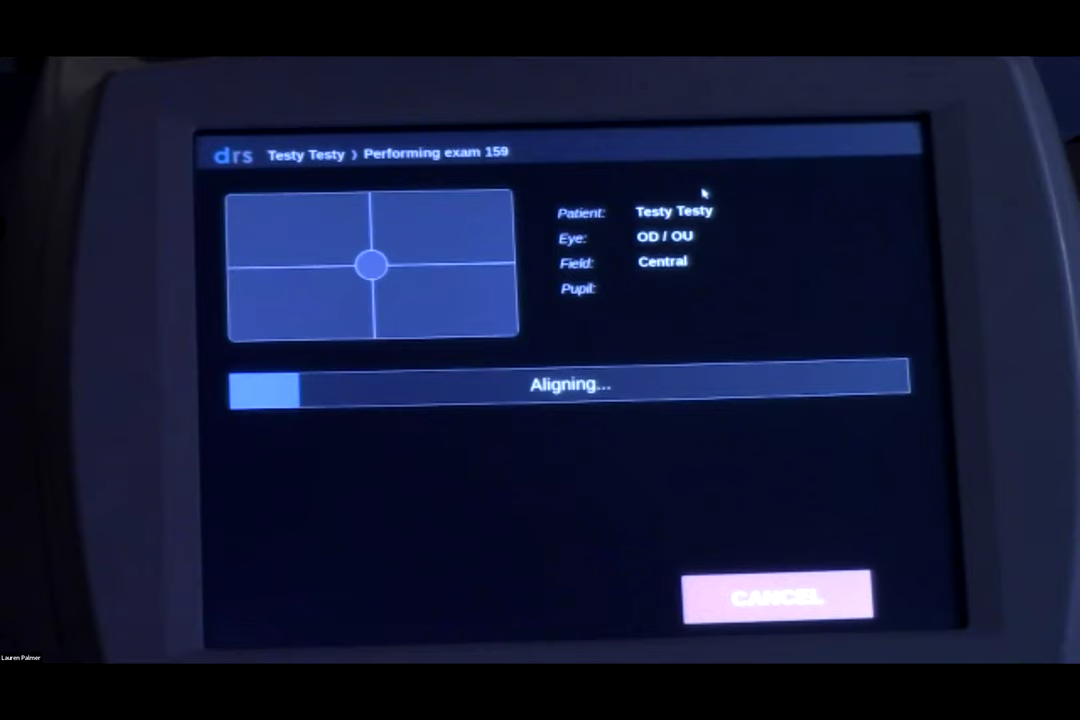 drs Testy Testy › Performing exam 159
Patient: Testy Testy
Eye: OD / OU
Field: Central
Pupil:
Aligning...
CANCEL
Lauren Palmer